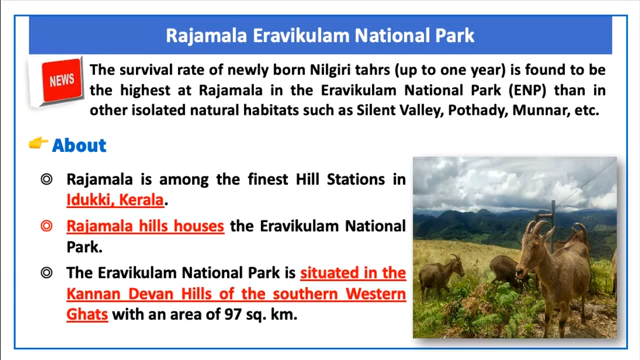 Rajamala Eravikulam National Park
NEWS
The survival rate of newly born Nilgiri tahrs (up to one year) is found to be
the highest at Rajamala in the Eravikulam National Park (ENP) than in
other isolated natural habitats such as Silent Valley, Pothady, Munnar, etc.
About
Rajamala is among the finest Hill Stations in
Idukki, Kerala.
Rajamala hills houses the Eravikulam National
Park.
The Eravikulam National Park is situated in the
Kannan Devan Hills of the southern Western
Ghats with an area of 97 sq. km.